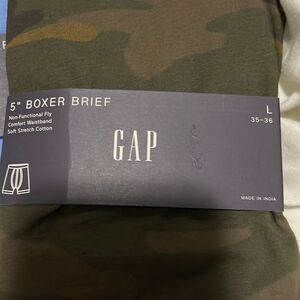 5" BOXER BRIEF
Non-Functional Fly
Comfort Waistband
Soft Stretch Cotton
GAP
L
35-36
MADE IN INDIA